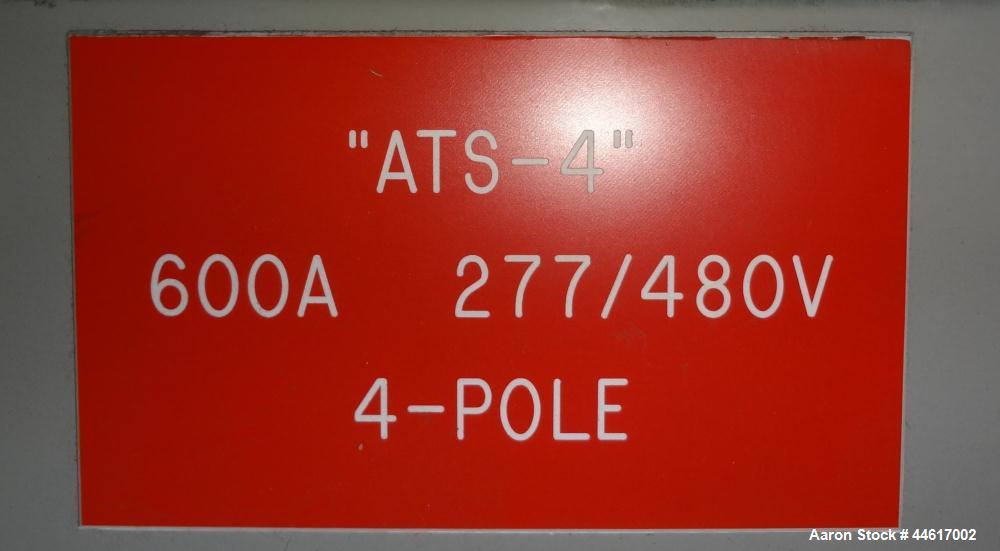 "ATS-4"
600A 277/480V
4-POLE
Aaron Stock # 44617002